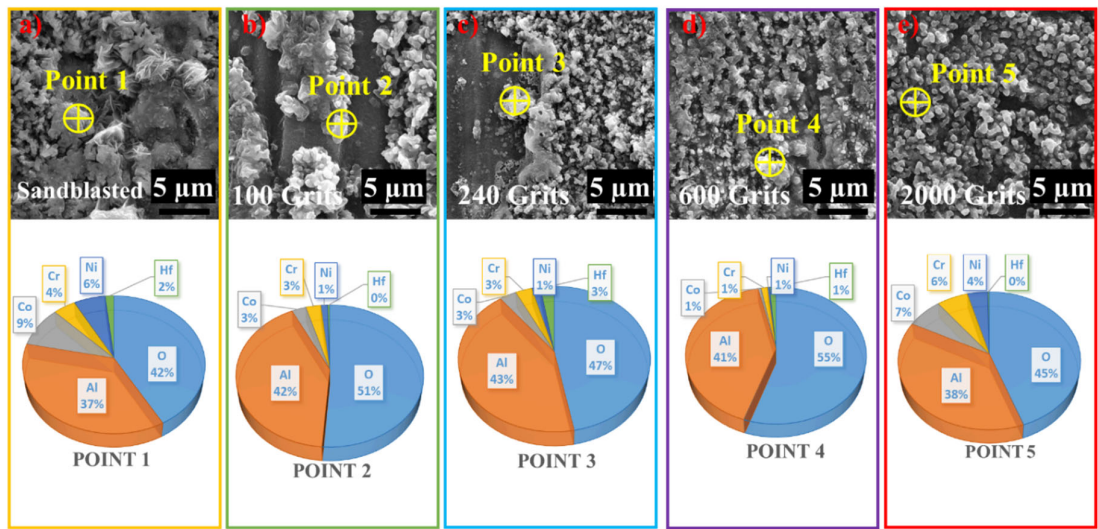 a)
Point 1
Sandblasted
5 µm
b)
Point 2
100 Grits
5 µm
c)
Point 3
240 Grits
5 µm
d)
Point 4
600 Grits
5 µm
e)
Point 5
2000 Grits
5 µm
Co
9%
Cr
4%
Ni
6%
Hf
2%
Al
37%
O
42%
POINT 1
Co
3%
Cr
3%
Ni
1%
Hf
0%
Al
42%
O
51%
POINT 2
Co
3%
Cr
3%
Ni
1%
Hf
3%
Al
43%
O
47%
POINT 3
Co
1%
Cr
1%
Ni
1%
Hf
1%
Al
41%
O
55%
POINT 4
Co
7%
Cr
6%
Ni
4%
Hf
0%
Al
38%
O
45%
POINT 5